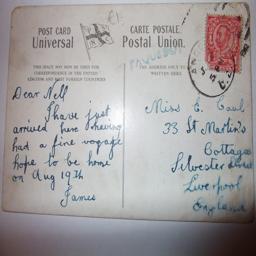 POST CARD
Universal
CARTE POSTALE
Postal Union.
THIS SPACE MAY NOW BE USED FOR
CORRESPONDENCE IN THE UNITED
KINGDOM AND MOST FOREIGN COUNTRIES
THE ADDRESS ONLY TO BE
WRITTEN HERE
PAQUEBOT
£1
Dear Nell
I have just
arrived here having
had a fine voyage
hope to be home
on Aug 19th
James
Miss E. Caul
33 St Martin's
Cottages
Silvester Street
Liverpool
England